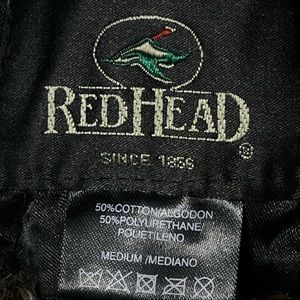 REDHEAD
®
SINCE 1856
50%COTTON/ALGODON
50%POLYURETHANE/
POLIETILENO
MEDIUM /MEDIANO